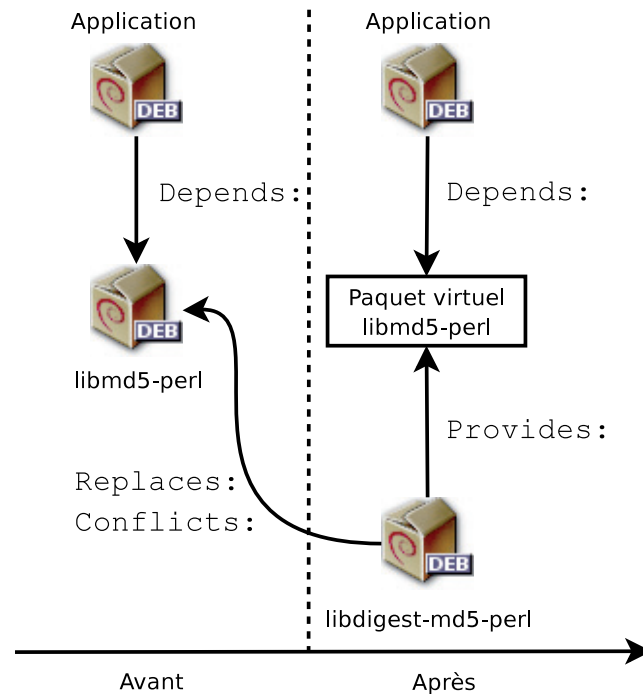 Application
DEB
Depends:
DEB
libmd5-perl
Replaces:
Conflicts:
Application
DEB
Depends:
Paquet virtuel
libmd5-perl
Provides:
DEB
libdigest-md5-perl
Avant
Après